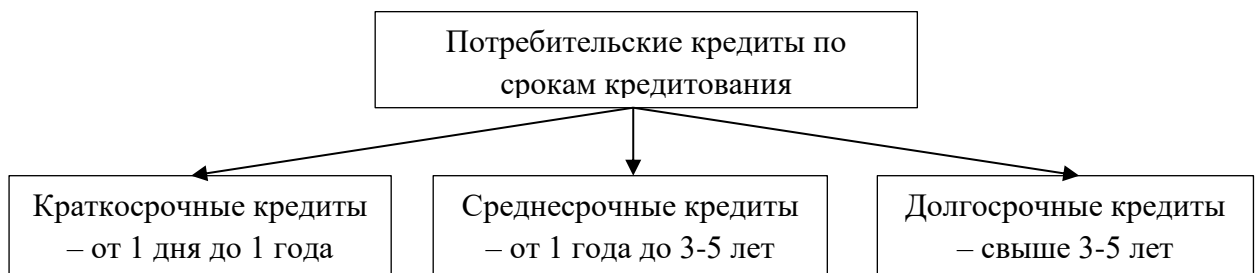 Потребительские кредиты по
срокам кредитования
Краткосрочные кредиты
– от 1 дня до 1 года
Среднесрочные кредиты
– от 1 года до 3-5 лет
Долгосрочные кредиты
– свыше 3-5 лет